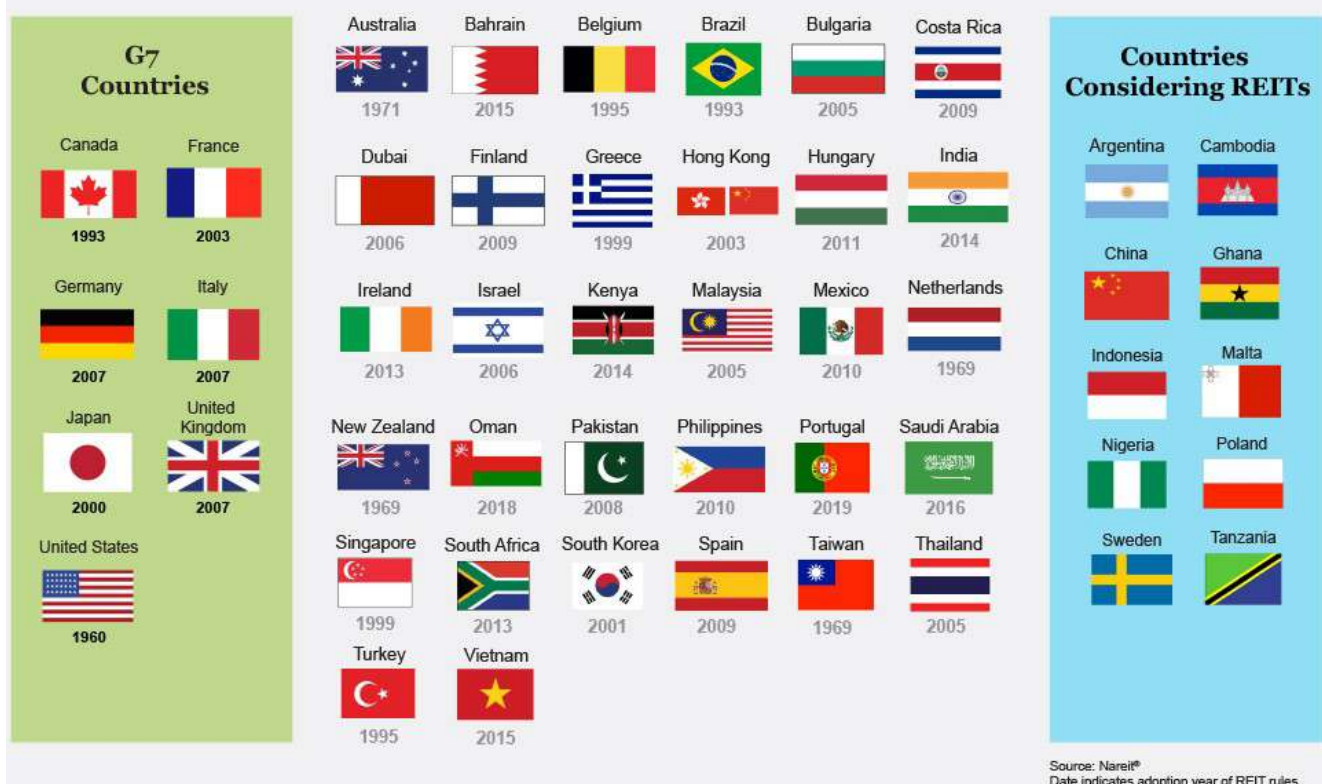 G7
Countries
Canada France
1993 2003
Germany Italy
2007 2007
Japan United Kingdom
2000 2007
United States
1960
Australia Bahrain Belgium Brazil Bulgaria Costa Rica
1971 2015 1995 1993 2005 2009
Dubai Finland Greece Hong Kong Hungary India
2006 2009 1999 2003 2011 2014
Ireland Israel Kenya Malaysia Mexico Netherlands
2013 2006 2014 2005 2010 1969
New Zealand Oman Pakistan Philippines Portugal Saudi Arabia
1969 2018 2008 2010 2019 2016
Singapore South Africa South Korea Spain Taiwan Thailand
1999 2013 2001 2009 1969 2005
Turkey Vietnam
1995 2015
Countries
Considering REITs
Argentina Cambodia
China Ghana
Indonesia Malta
Nigeria Poland
Sweden Tanzania
Source: Nareit®
Date indicates adoption year of REIT rules